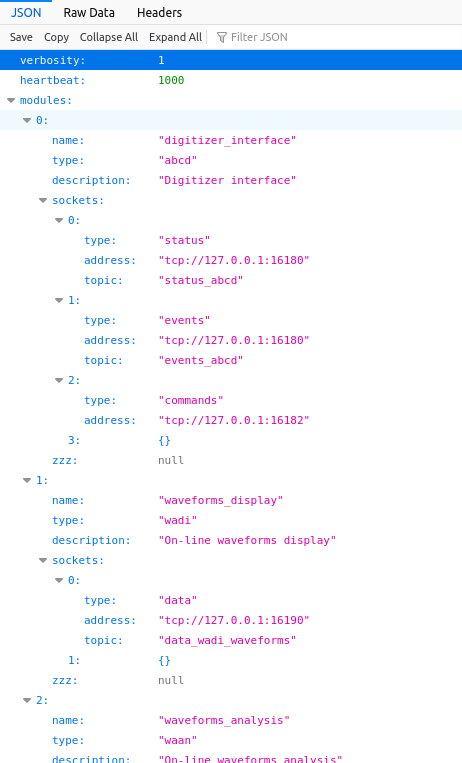 JSON Raw Data Headers
Save Copy Collapse All Expand All Filter JSON
verbosity: 1
heartbeat: 1000
modules:
0:
name: "digitizer_interface"
type: "abcd"
description: "Digitizer interface"
sockets:
0:
type: "status"
address: "tcp://127.0.0.1:16180"
topic: "status_abcd"
1:
type: "events"
address: "tcp://127.0.0.1:16180"
topic: "events_abcd"
2:
type: "commands"
address: "tcp://127.0.0.1:16182"
3: {}
zzz: null
1:
name: "waveforms_display"
type: "wadi"
description: "On-line waveforms display"
sockets:
0:
type: "data"
address: "tcp://127.0.0.1:16190"
topic: "data_wadi_waveforms"
1: {}
zzz: null
2:
name: "waveforms_analysis"
type: "waan"
description: "On-line waveforms analysis"